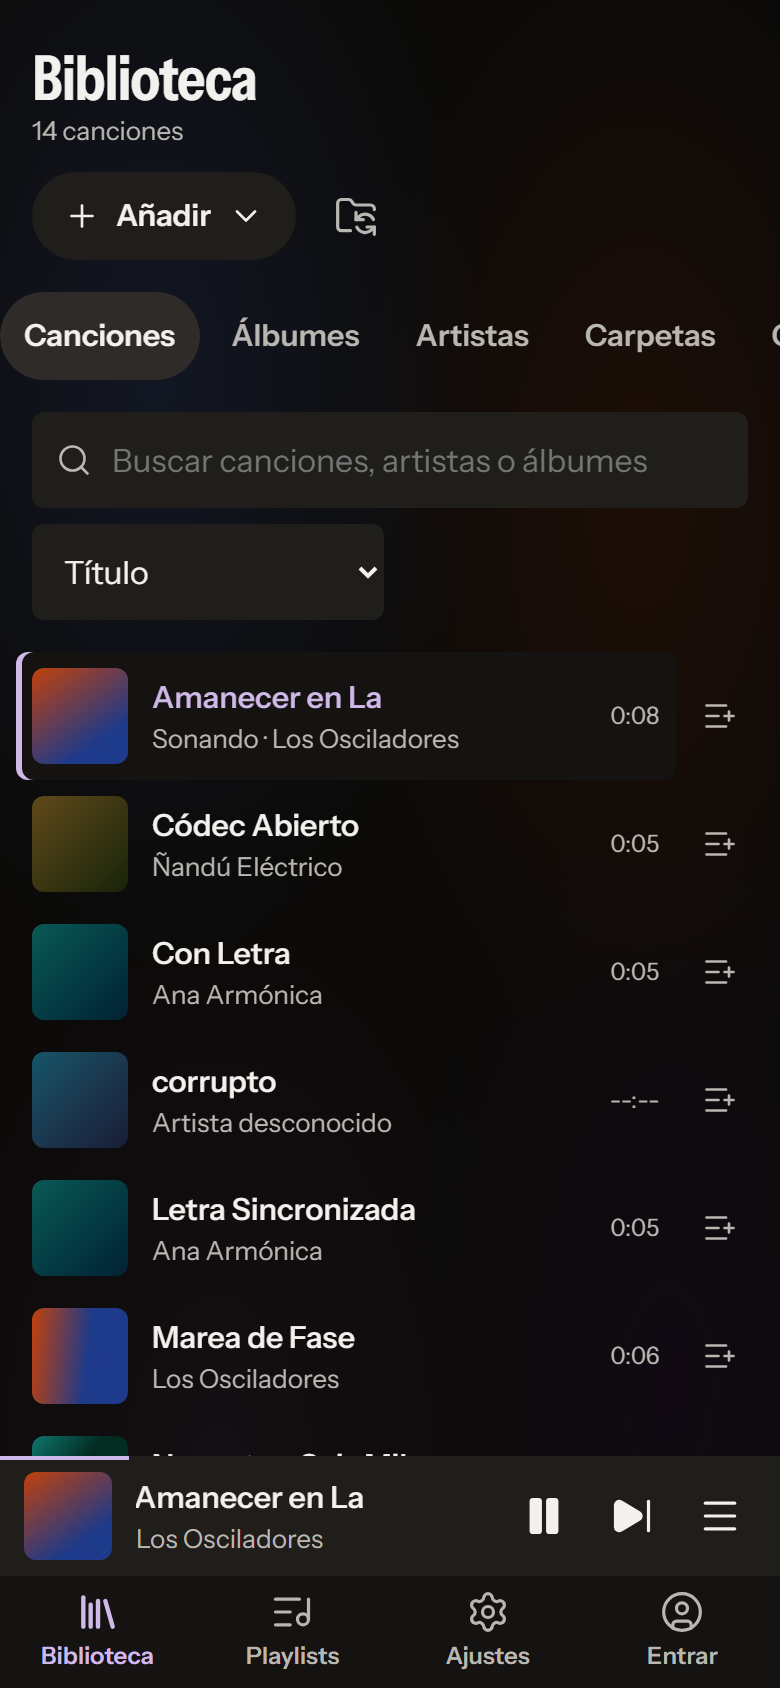 Biblioteca
14 canciones
Añadir
Canciones Álbumes Artistas Carpetas
Buscar canciones, artistas o álbumes
Título
Amanecer en La
Sonando · Los Osciladores
0:08
Códec Abierto
Ñandú Eléctrico
0:05
Con Letra
Ana Armónica
0:05
corrupto
Artista desconocido
--:--
Letra Sincronizada
Ana Armónica
0:05
Marea de Fase
Los Osciladores
0:06
Amanecer en La
Los Osciladores
Biblioteca Playlists Ajustes Entrar